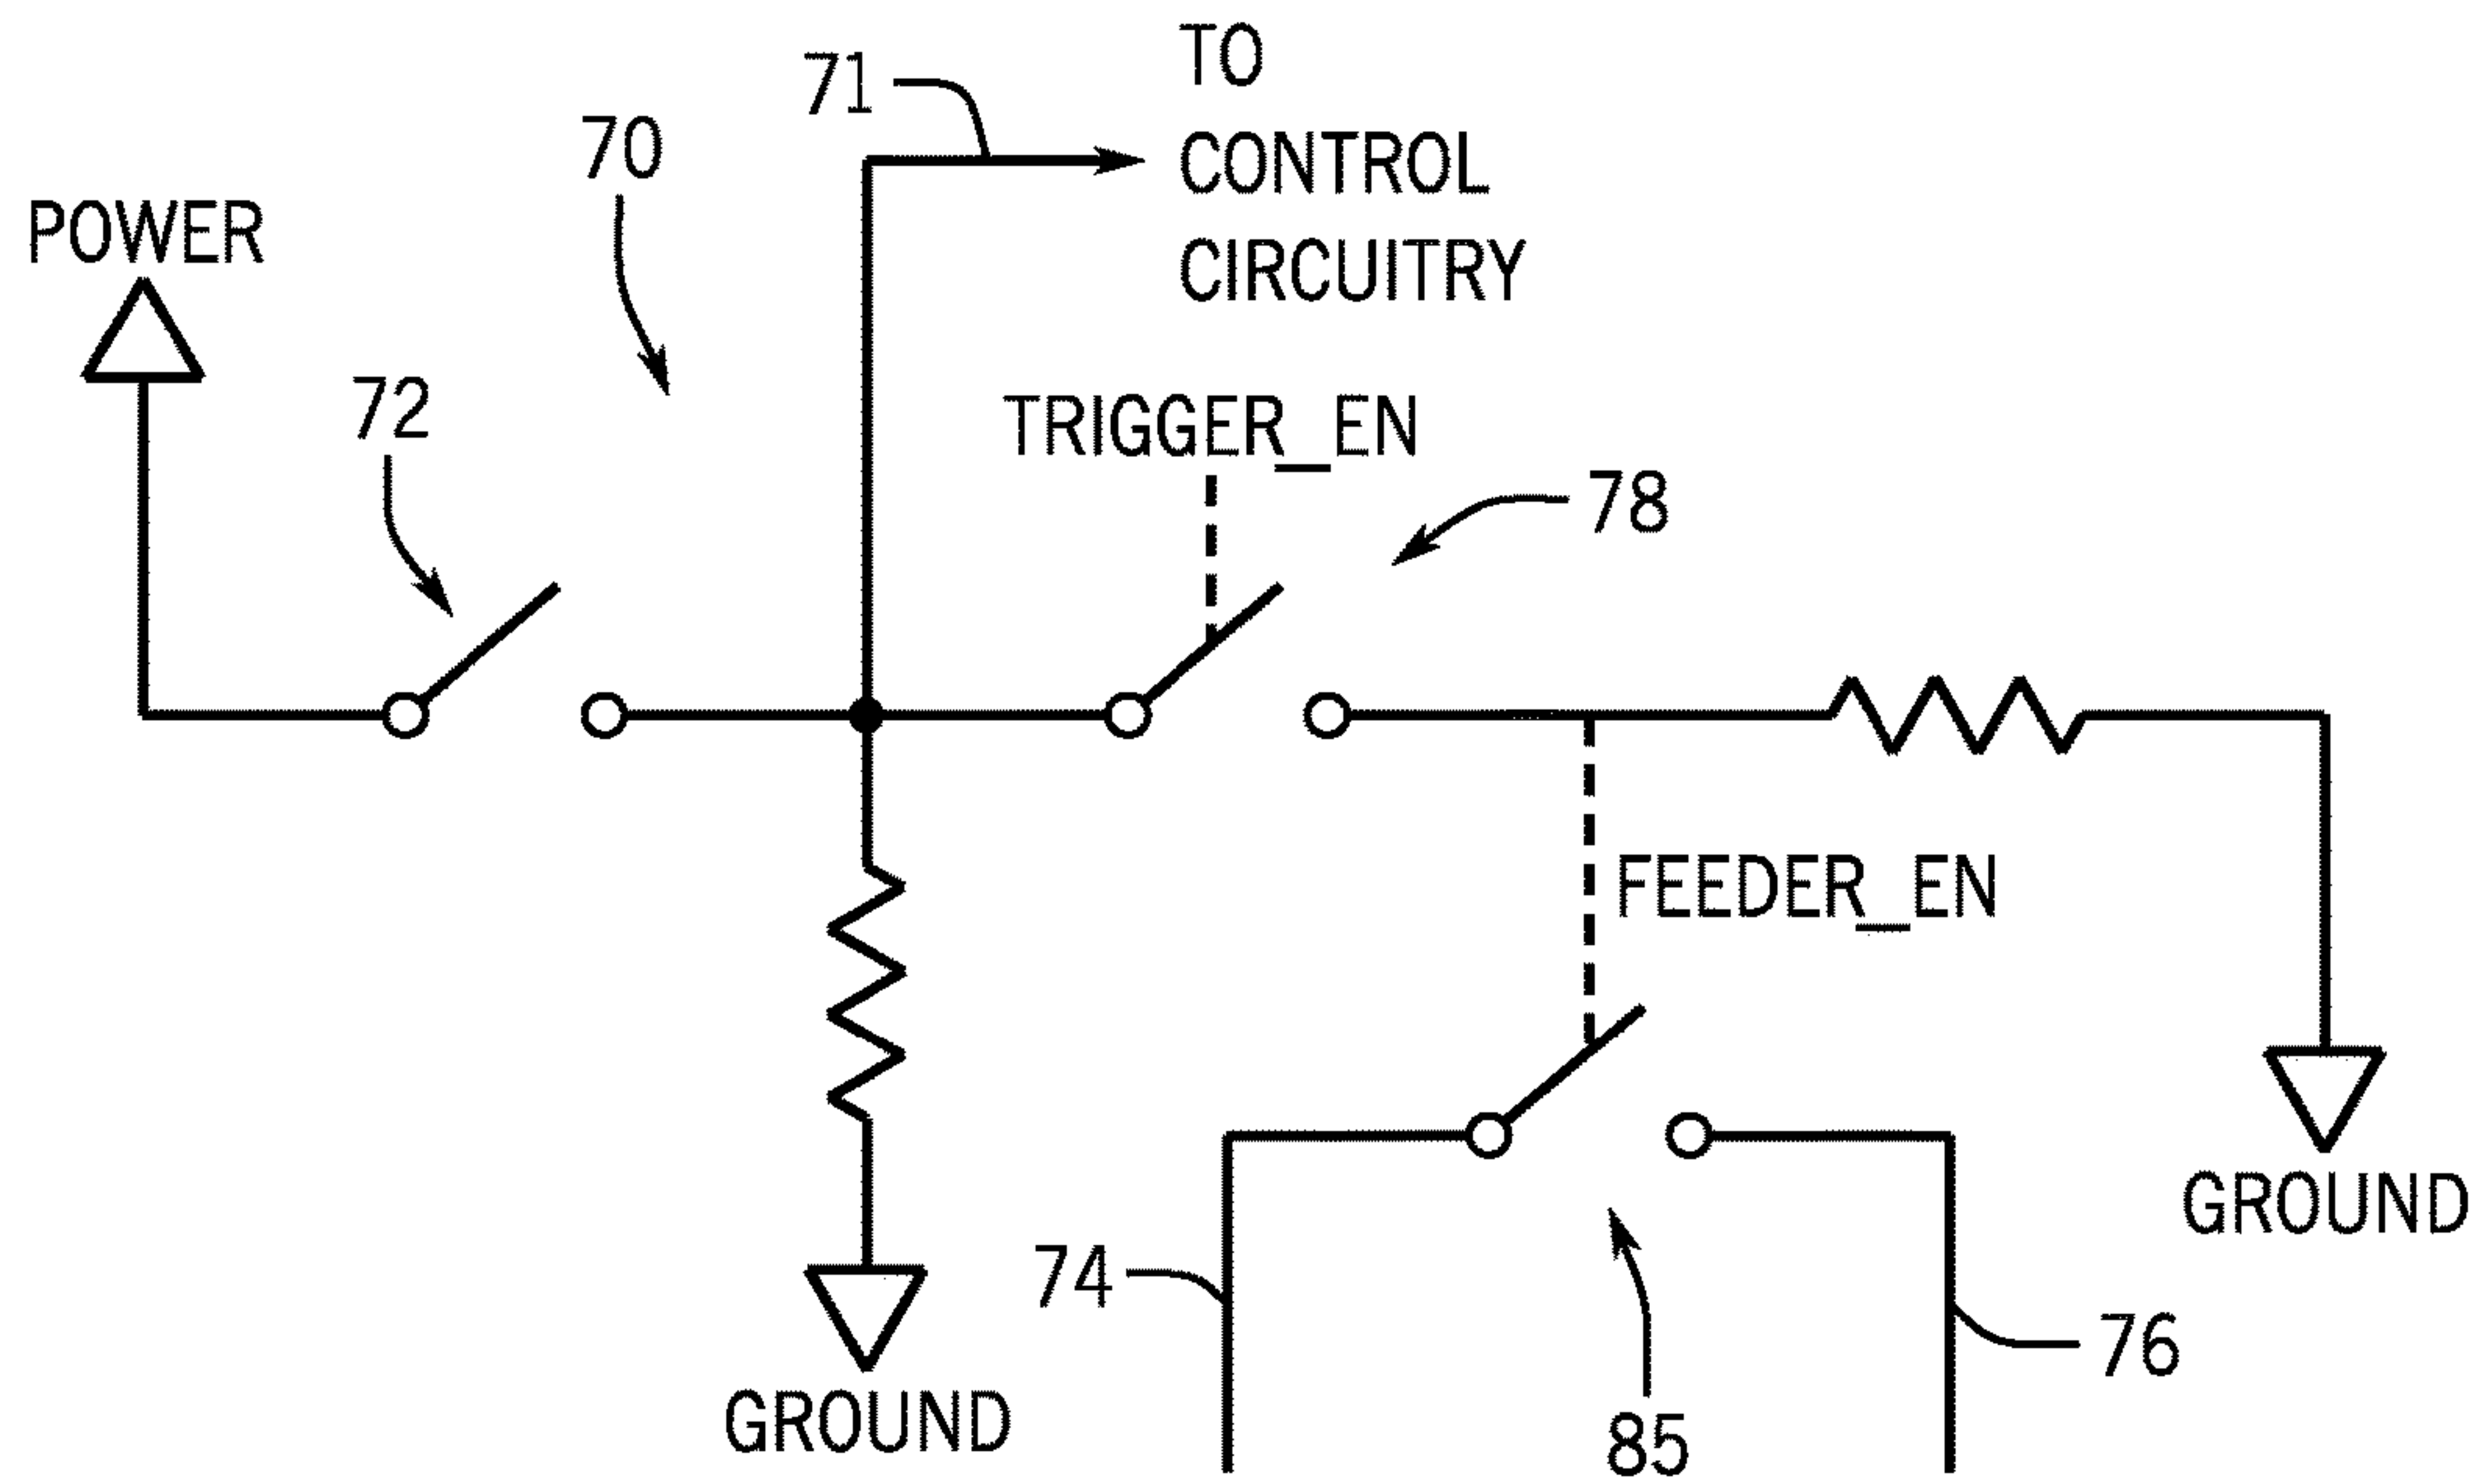 71
TO
CONTROL
CIRCUITRY
70
POWER
72
TRIGGER_EN
78
FEEDER_EN
GROUND
74
76
GROUND
85